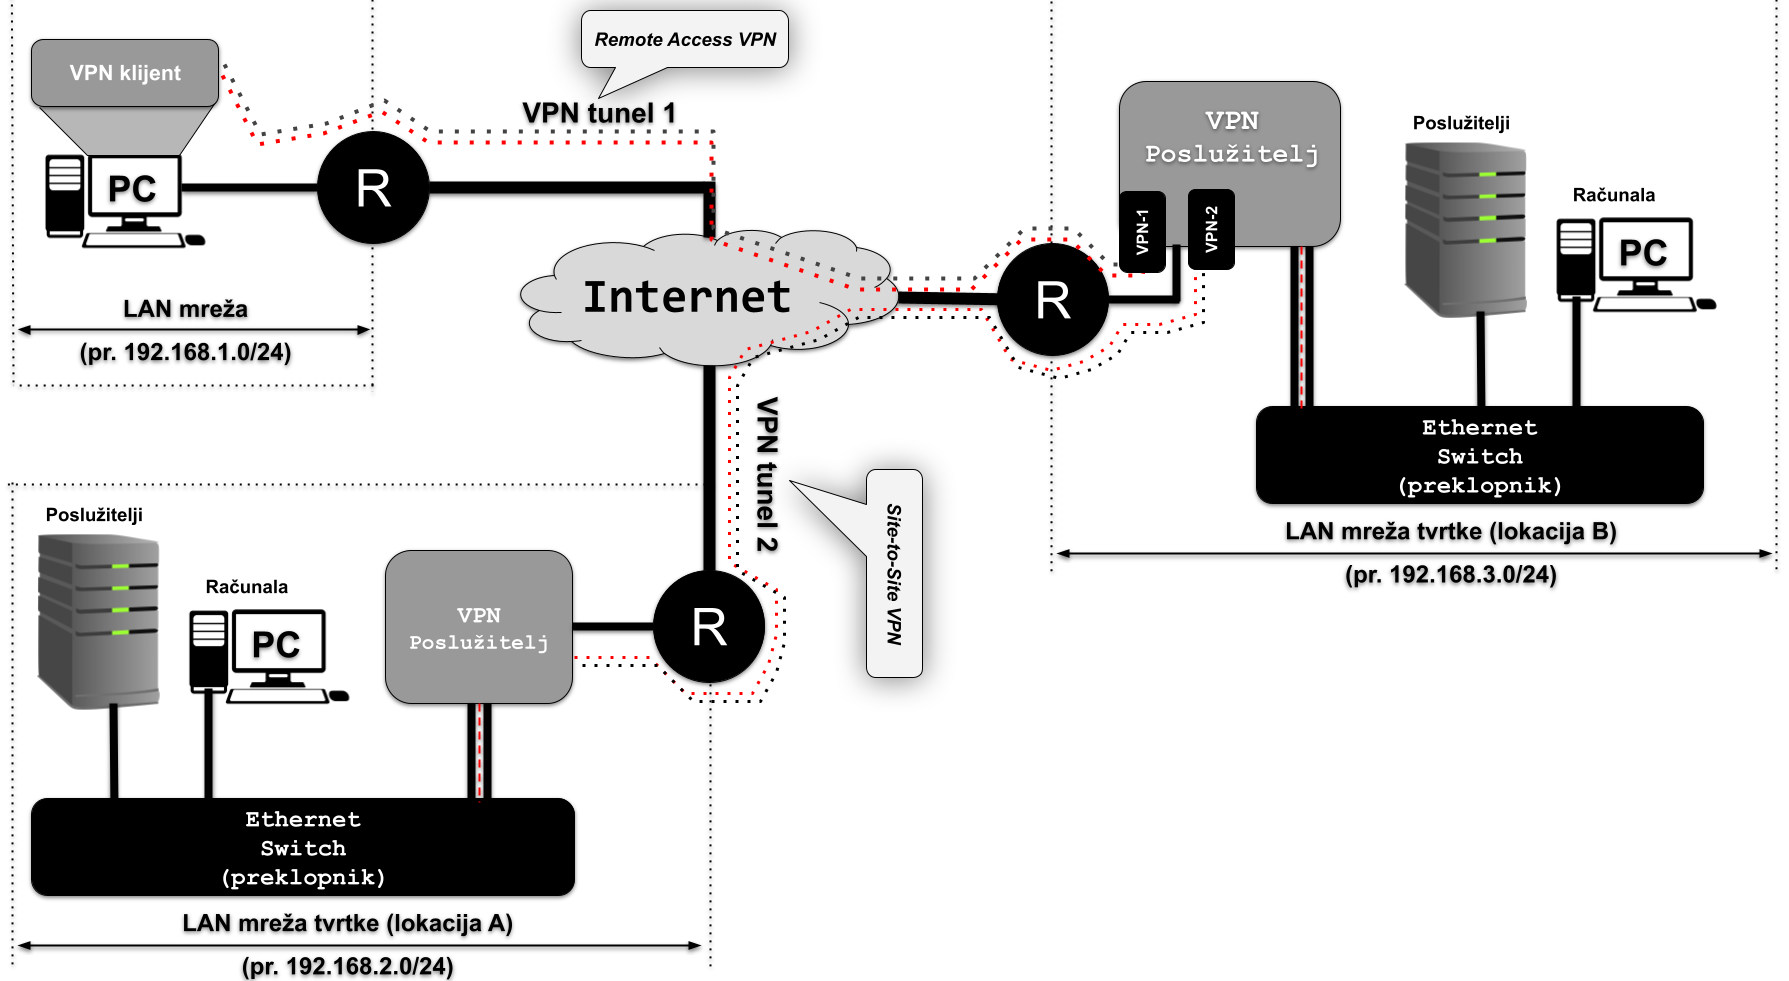 Remote Access VPN
VPN klijent
VPN tunel 1
PC
R
LAN mreža
(pr. 192.168.1.0/24)
Internet
VPN
Poslužitelj
VPN-1
VPN-2
R
Poslužitelji
Računala
PC
Ethernet
Switch
(preklopnik)
LAN mreža tvrtke (lokacija B)
(pr. 192.168.3.0/24)
VPN tunel 2
Site-to-Site VPN
Poslužitelji
Računala
PC
VPN
Poslužitelj
R
Ethernet
Switch
(preklopnik)
LAN mreža tvrtke (lokacija A)
(pr. 192.168.2.0/24)